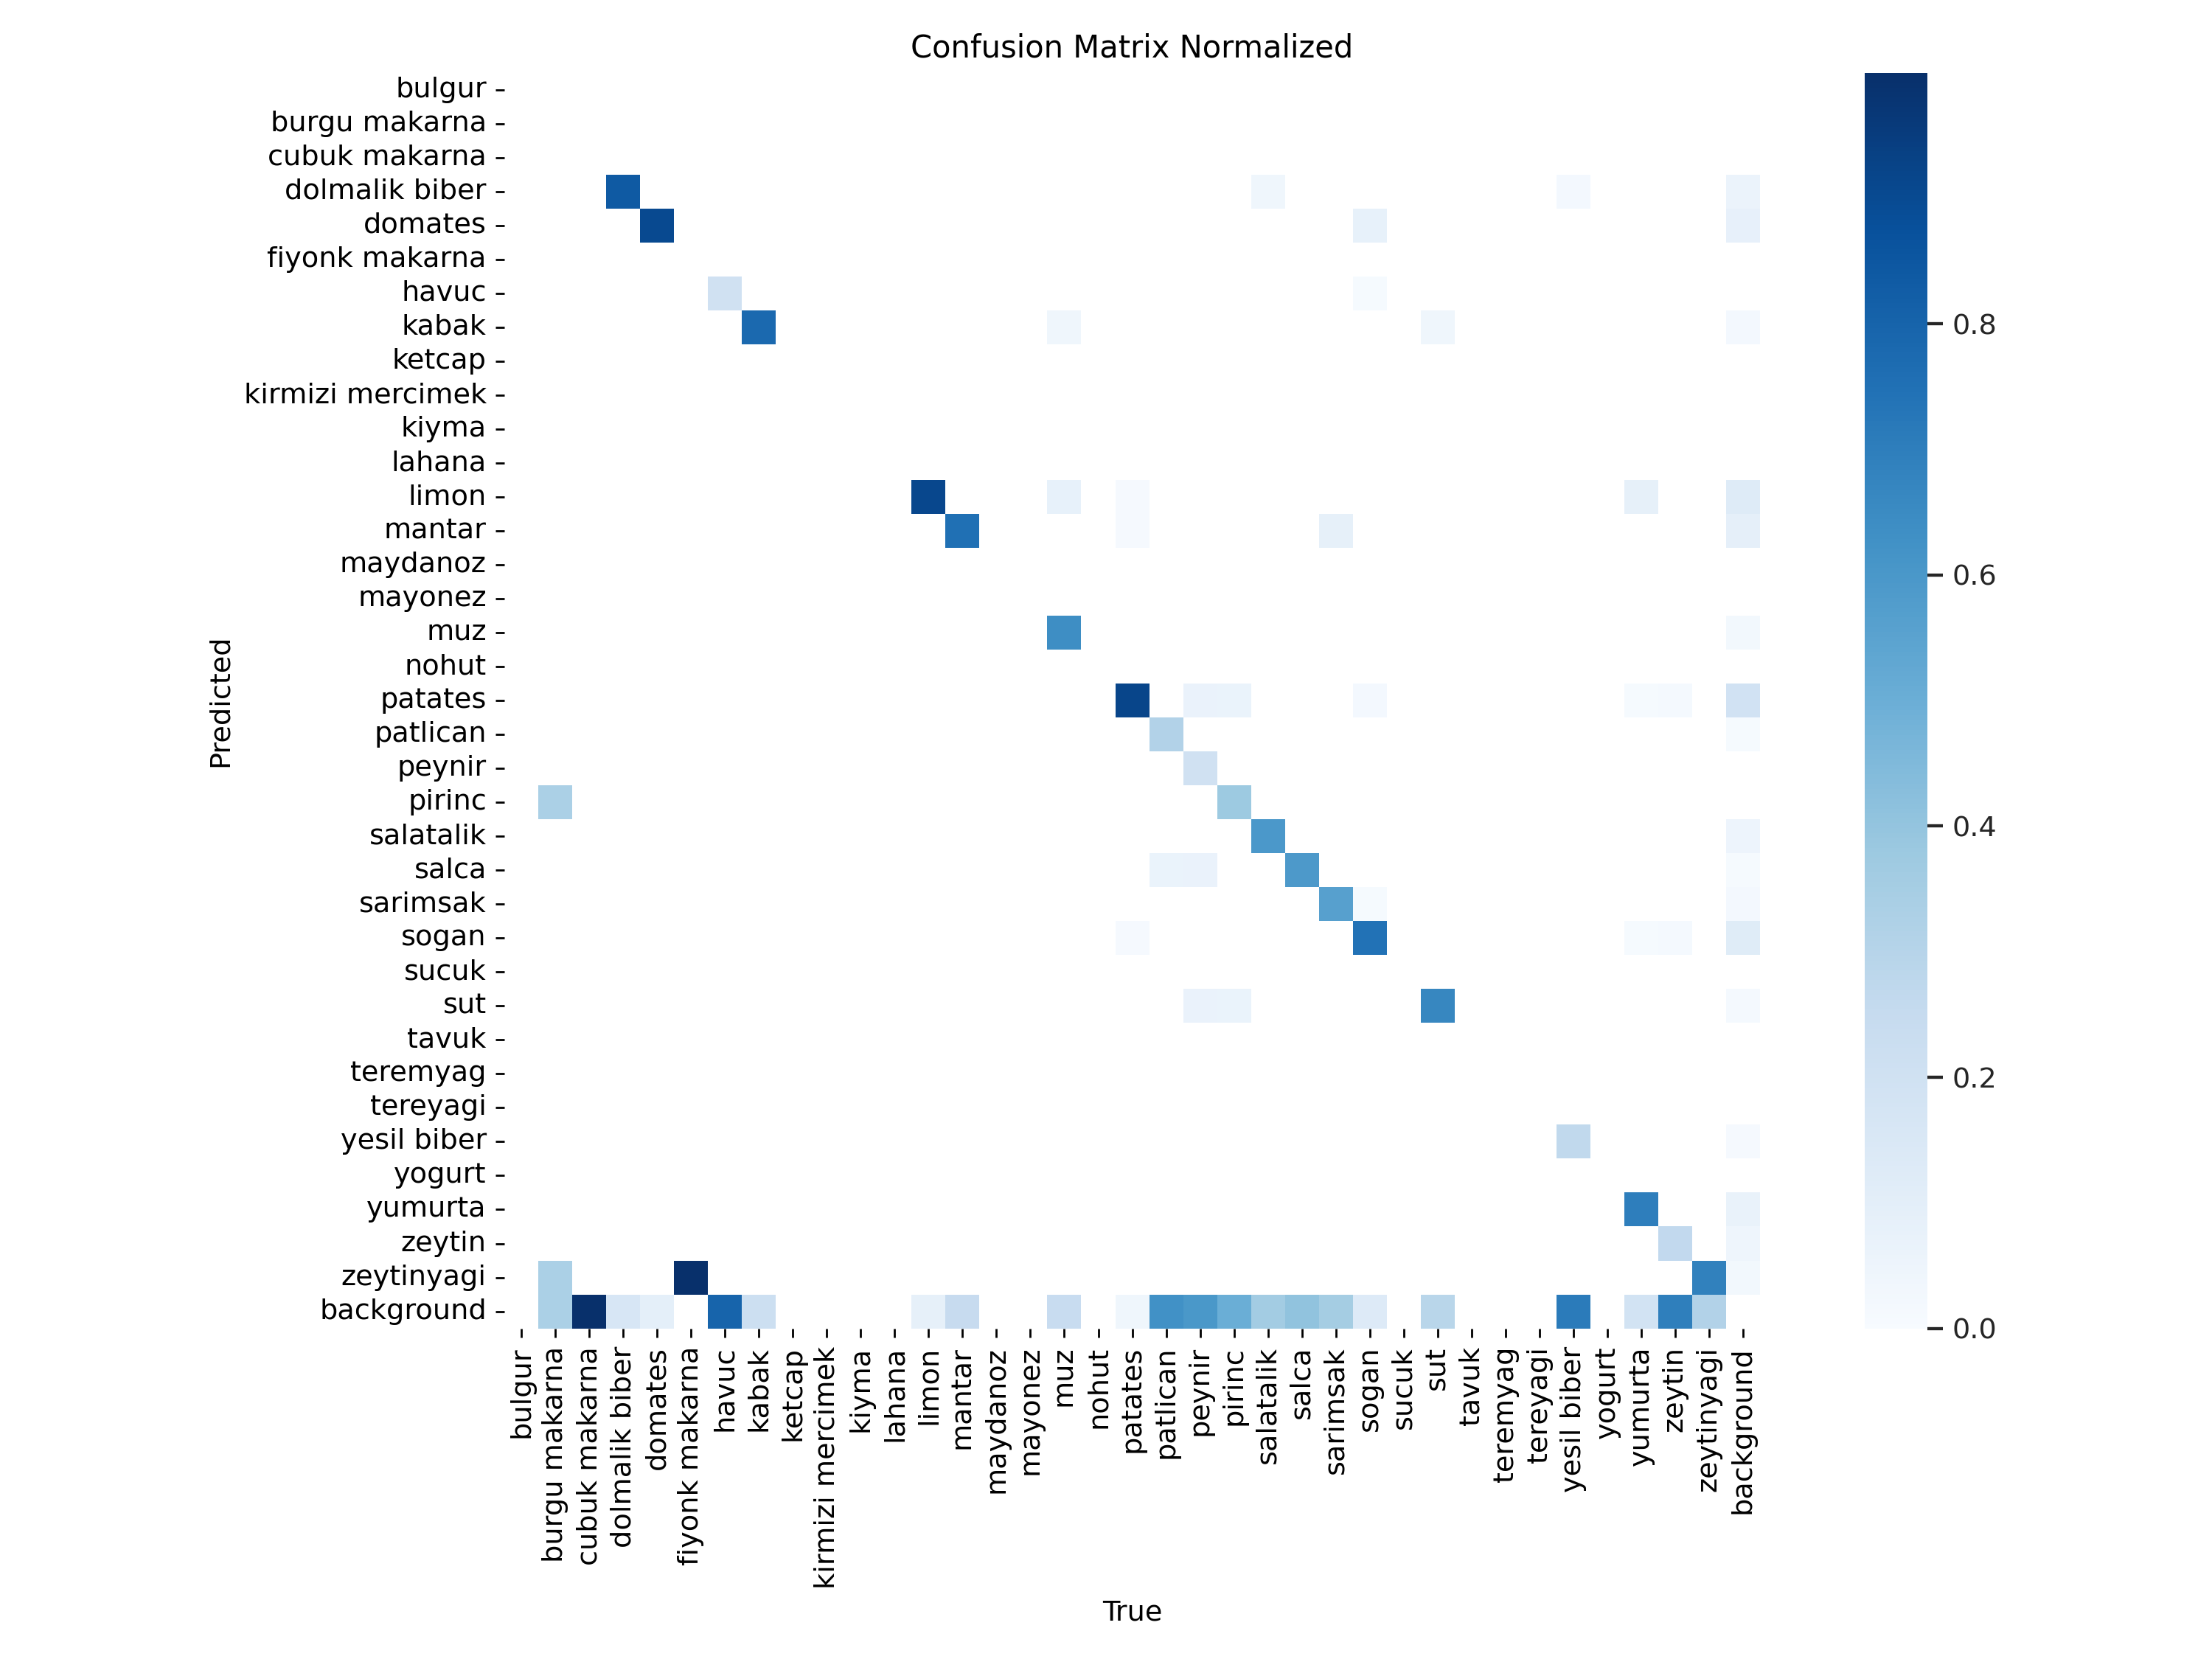 Confusion Matrix Normalized
Predicted
bulgur
burgu makarna
cubuk makarna
dolmalik biber
domates
fiyonk makarna
havuc
kabak
ketcap
kirmizi mercimek
kiyma
lahana
limon
mantar
maydanoz
mayonez
muz
nohut
patates
patlican
peynir
pirinc
salatalik
salca
sarimsak
sogan
sucuk
sut
tavuk
teremyag
tereyagi
yesil biber
yogurt
yumurta
zeytin
zeytinyagi
background
bulgur
burgu makarna
cubuk makarna
dolmalik biber
domates
fiyonk makarna
havuc
kabak
ketcap
kirmizi mercimek
kiyma
lahana
limon
mantar
maydanoz
mayonez
muz
nohut
patates
patlican
peynir
pirinc
salatalik
salca
sarimsak
sogan
sucuk
sut
tavuk
teremyag
tereyagi
yesil biber
yogurt
yumurta
zeytin
zeytinyagi
background
True
0.8
0.6
0.4
0.2
0.0